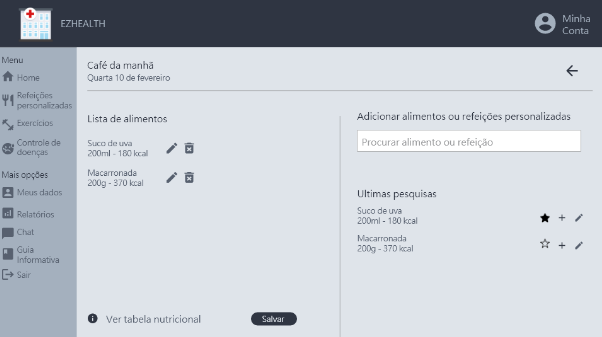 EZHEALTH
Minha
Conta
Menu
Home
Refeições
personalizadas
Exercícios
Controle de
doenças
Mais opções
Meus dados
Relatórios
Chat
Guia
Informativa
Sair
Café da manhã
Quarta 10 de fevereiro
Lista de alimentos
Suco de uva
200ml - 180 kcal
Macarronada
200g - 370 kcal
Ver tabela nutricional
Salvar
Adicionar alimentos ou refeições personalizadas
Procurar alimento ou refeição
Ultimas pesquisas
Suco de uva
200ml - 180 kcal
Macarronada
200g - 370 kcal